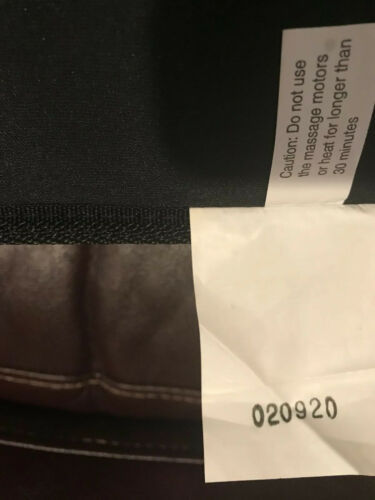 Caution: Do not use
the massage motors
or heat for longer than
30 minutes
020920